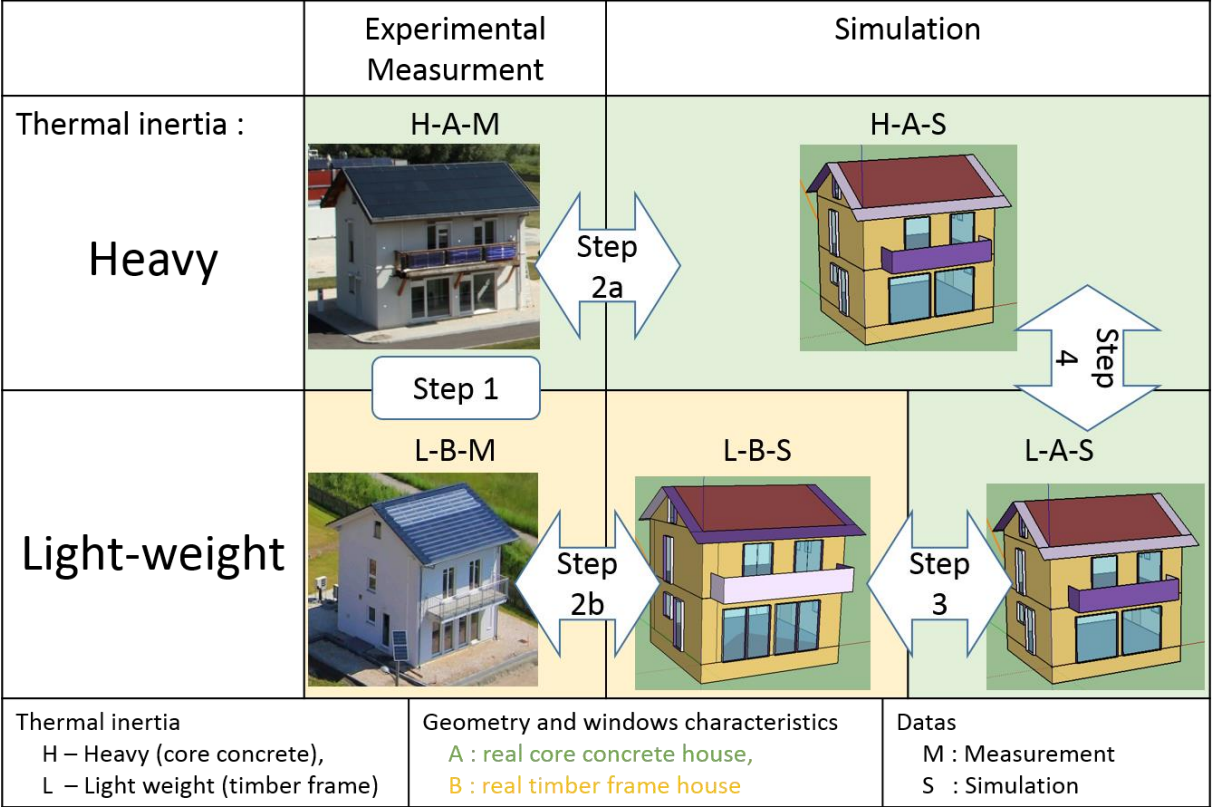 Experimental
Measurment
Simulation
Thermal inertia :
Heavy
H-A-M
H-A-S
Step
2a
Step
4
Step 1
Light-weight
L-B-M
L-B-S
L-A-S
Step
2b
Step
3
Thermal inertia
H – Heavy (core concrete),
L – Light weight (timber frame)
Geometry and windows characteristics
A : real core concrete house,
B : real timber frame house
Datas
M : Measurement
S : Simulation